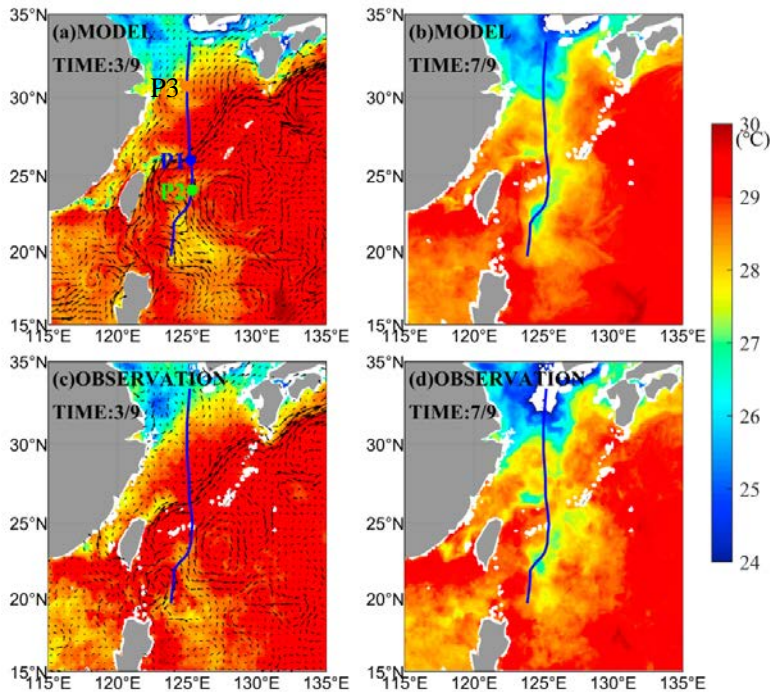 35°N
(a)MODEL
TIME:3/9
P3
30°N
P1
25°N
P2
20°N
15°N
115°E 120°E 125°E 130°E 135°E
35°N
(b)MODEL
TIME:7/9
30°N
25°N
20°N
15°N
115°E 120°E 125°E 130°E 135°E
35°N
(c)OBSERVATION
TIME:3/9
30°N
25°N
20°N
15°N
115°E 120°E 125°E 130°E 135°E
35°N
(d)OBSERVATION
TIME:7/9
30°N
25°N
20°N
15°N
115°E 120°E 125°E 130°E 135°E
30
(°C)
29
28
27
26
25
24